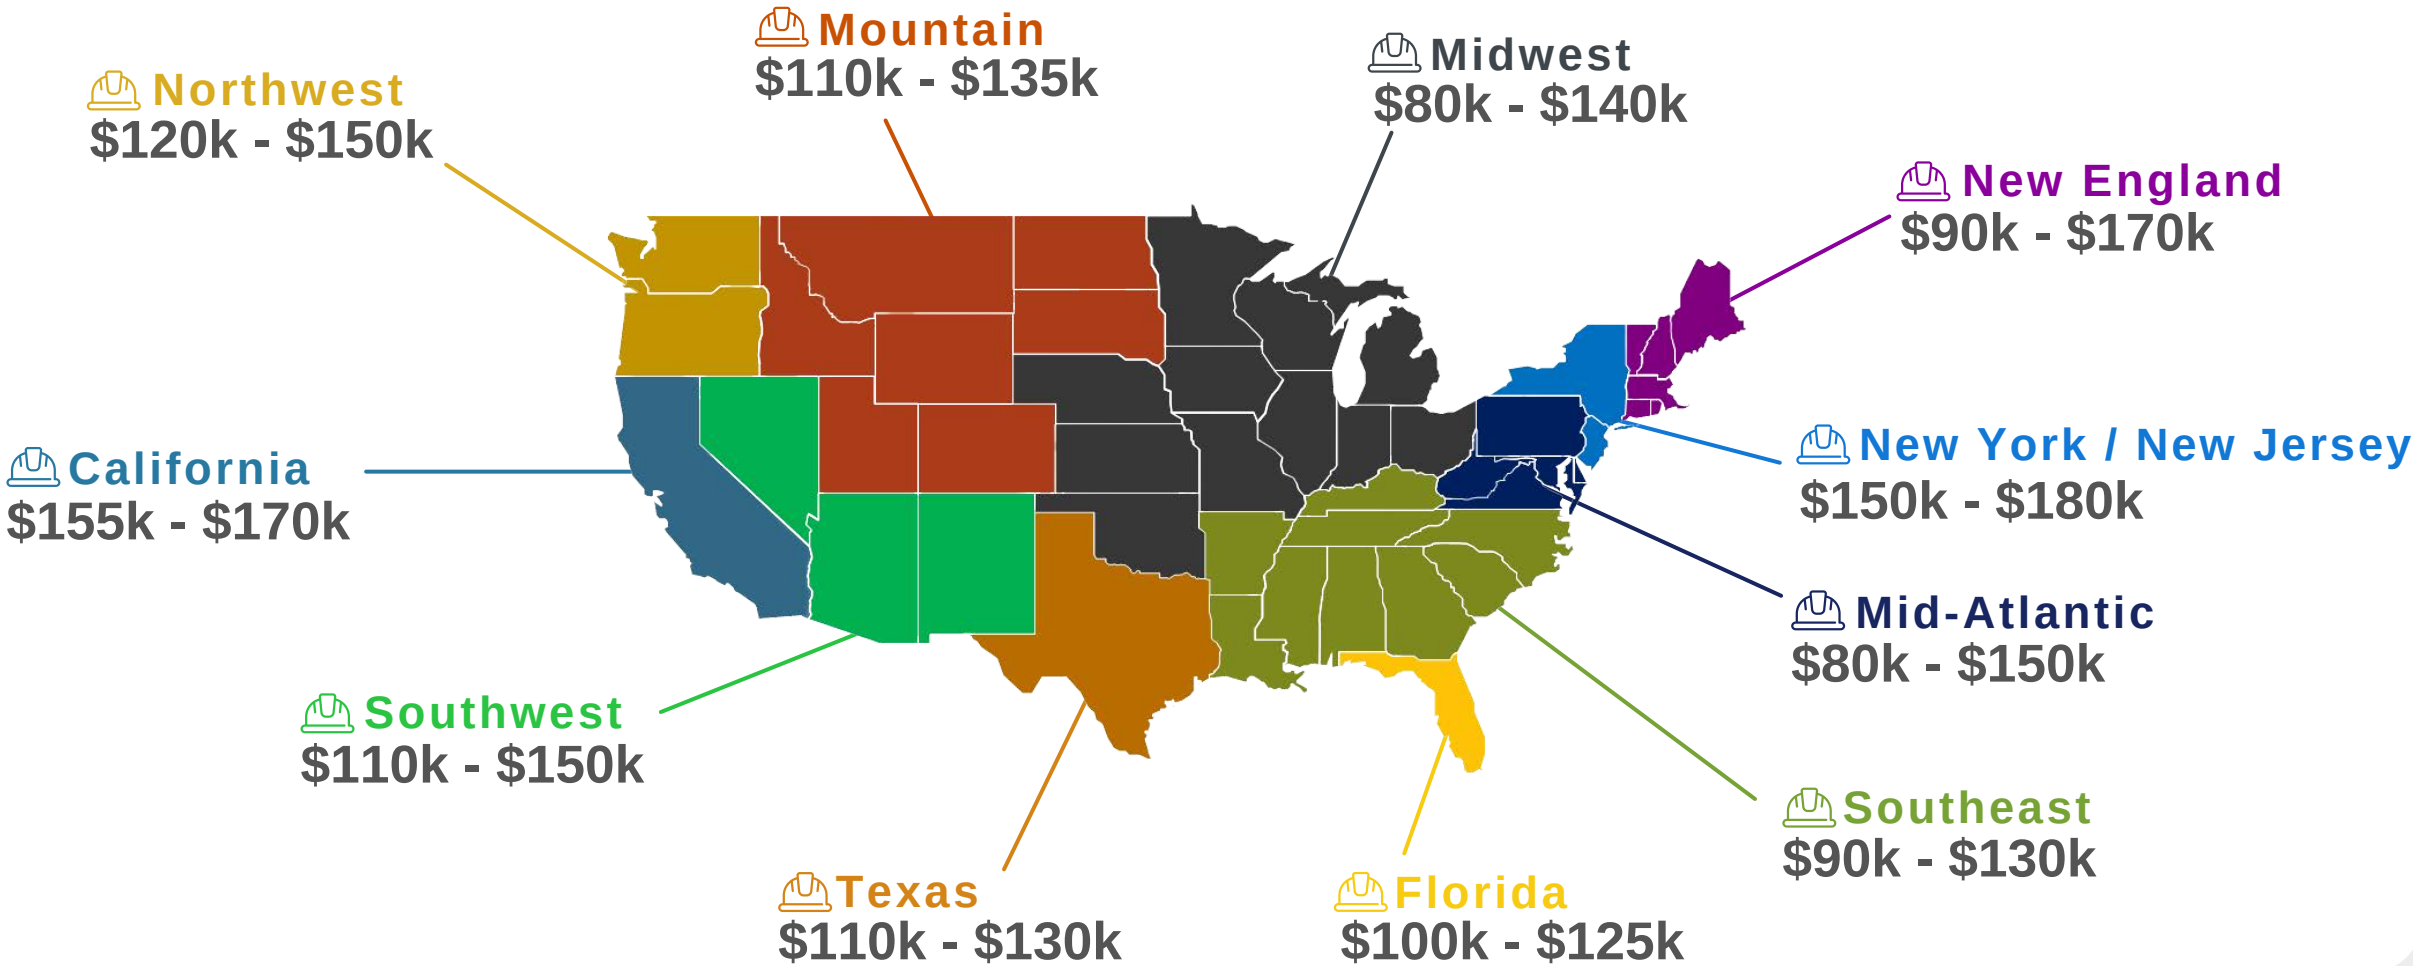 Mountain
$110k - $135k
Midwest
$80k - $140k
Northwest
$120k - $150k
New England
$90k - $170k
California
$155k - $170k
New York / New Jersey
$150k - $180k
Mid-Atlantic
$80k - $150k
Southwest
$110k - $150k
Southeast
$90k - $130k
Texas
$110k - $130k
Florida
$100k - $125k